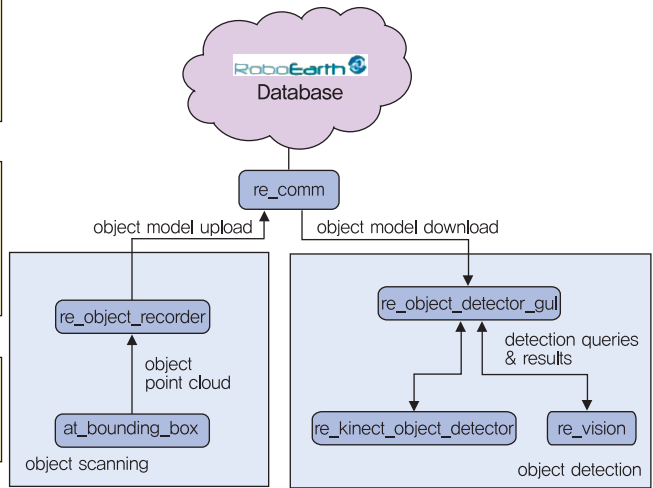 RoboEarth
Database
re_comm
object model upload
object model download
re_object_recorder
re_object_detector_gul
object
point cloud
detection queries
& results
at_bounding_box
re_kinect_object_detector
re_vision
object scanning
object detection